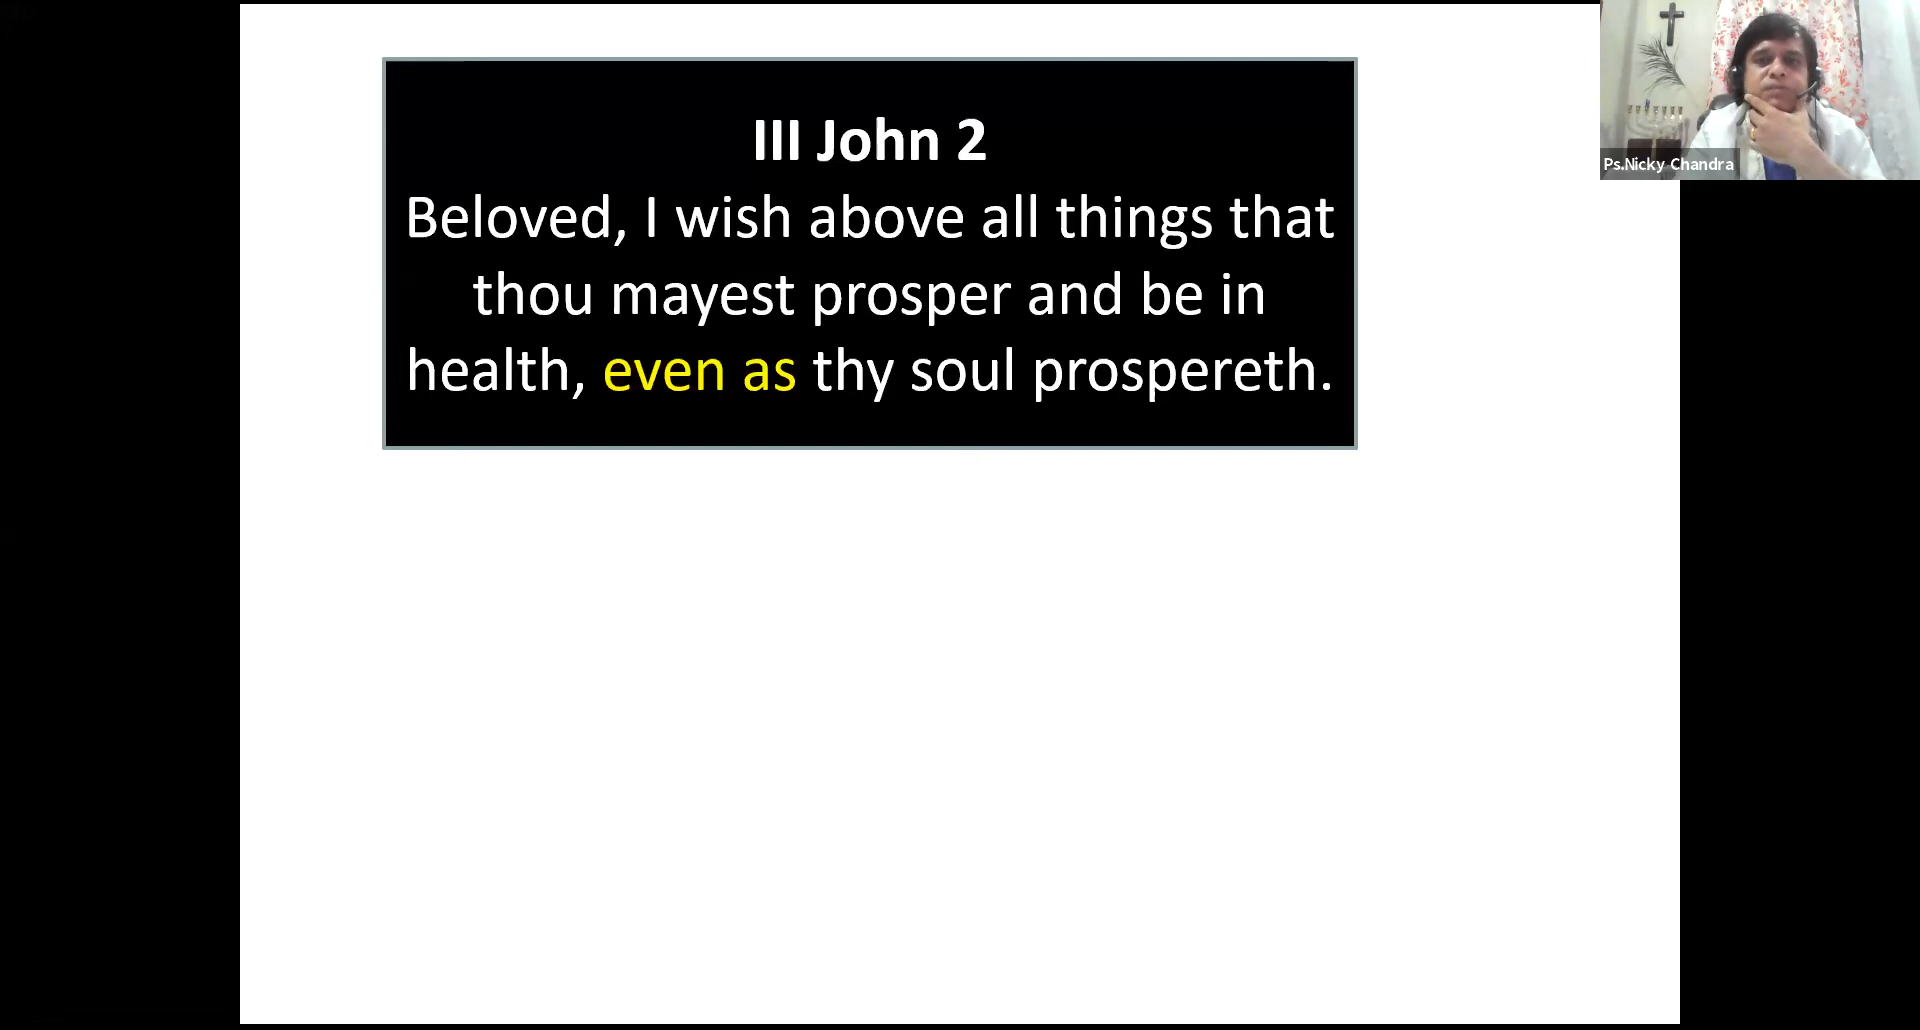 III John 2
Beloved, I wish above all things that
thou mayest prosper and be in
health, even as thy soul prospereth.
Ps.Nicky Chandra